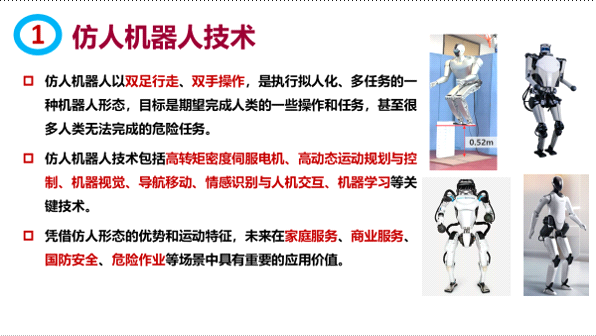 1 仿人机器人技术
仿人机器人以双足行走、双手操作，是执行拟人化、多任务的一
种机器人形态，目标是期望完成人类的一些操作和任务，甚至很
多人类无法完成的危险任务。
仿人机器人技术包括高转矩密度伺服电机、高动态运动规划与控
制、机器视觉、导航移动、情感识别与人机交互、机器学习等关
键技术。
凭借仿人形态的优势和运动特征，未来在家庭服务、商业服务、
国防安全、危险作业等场景中具有重要的应用价值。
0.52m